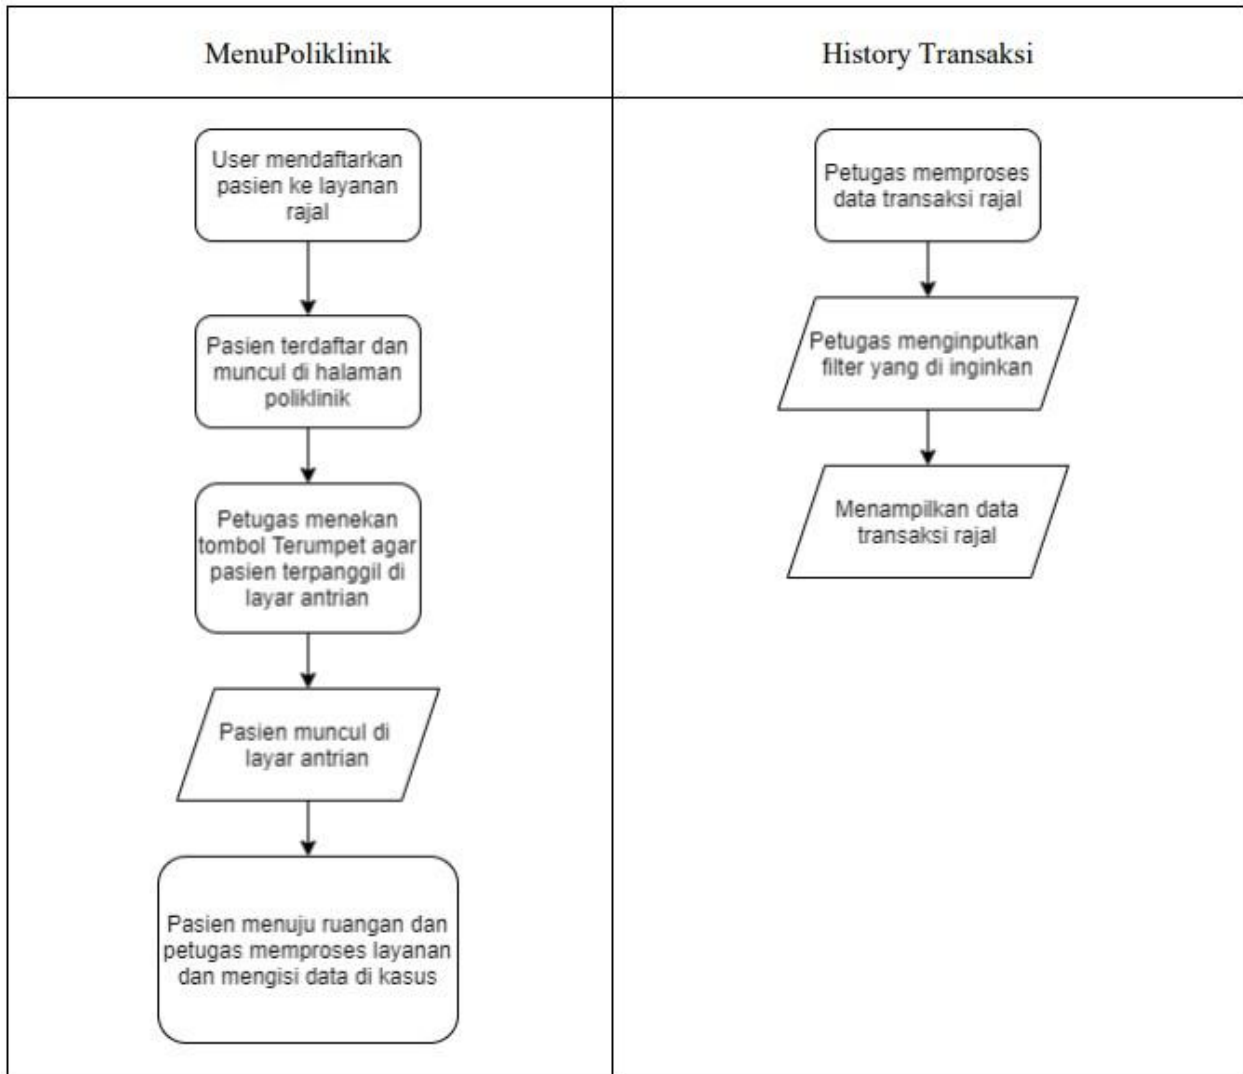 MenuPoliklinik
History Transaksi
User mendaftarkan
pasien ke layanan
rajal
Pasien terdaftar dan
muncul di halaman
poliklinik
Petugas menekan
tombol Terumpet agar
pasien terpanggil di
layar antrian
Pasien muncul di
layar antrian
Pasien menuju ruangan dan
petugas memproses layanan
dan mengisi data di kasus
Petugas memproses
data transaksi rajal
Petugas menginputkan
filter yang di inginkan
Menampilkan data
transaksi rajal